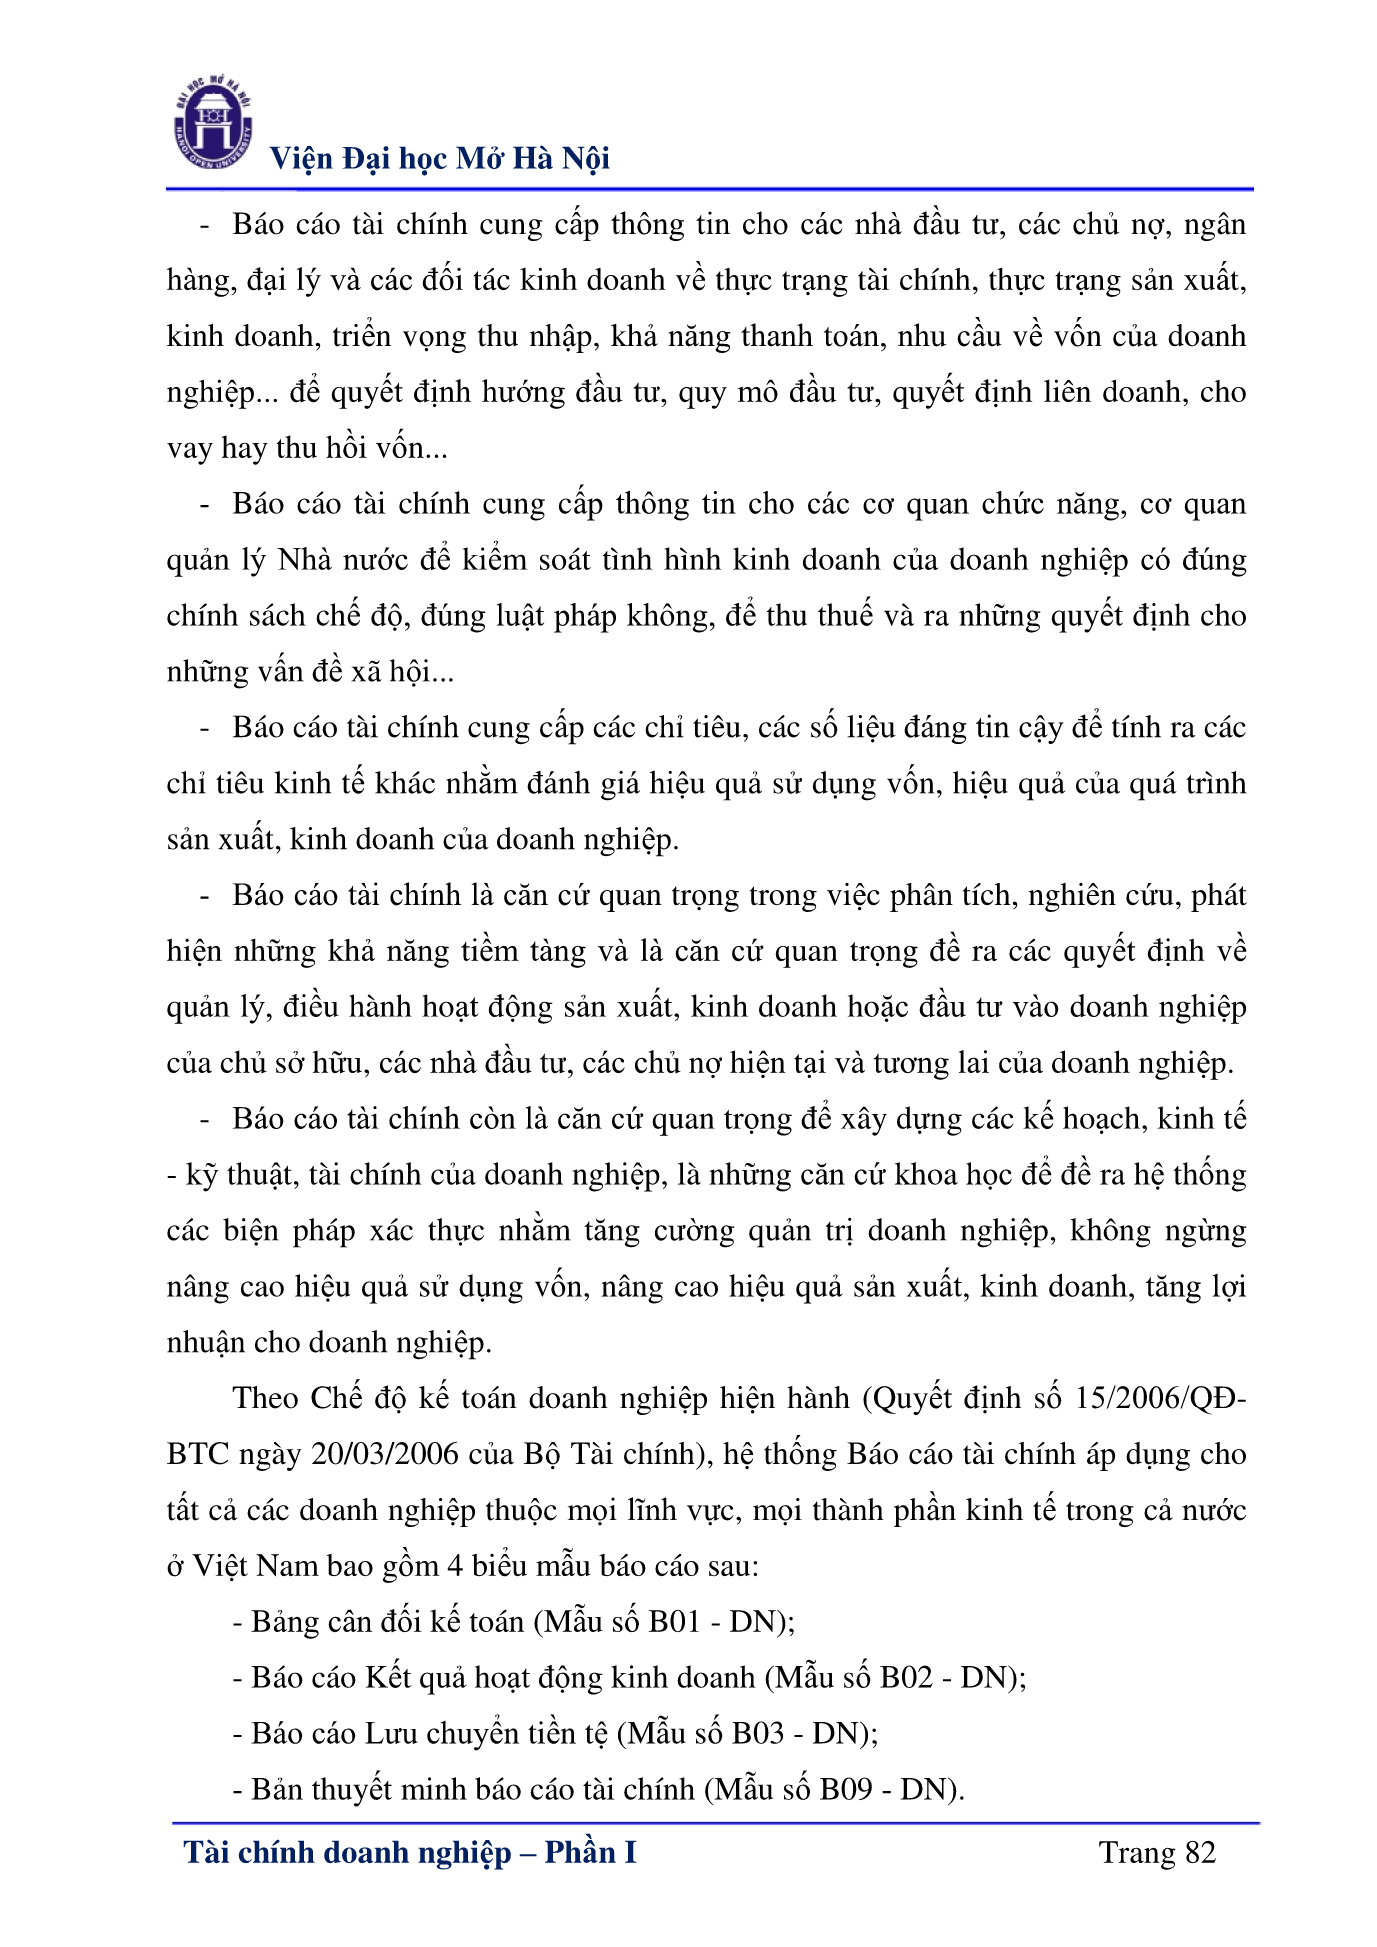 ĐẠI HỌC MỞ HÀ NỘI
HANOI OPEN UNIVERSITY
Viện Đại học Mở Hà Nội
- Báo cáo tài chính cung cấp thông tin cho các nhà đầu tư, các chủ nợ, ngân
hàng, đại lý và các đối tác kinh doanh về thực trạng tài chính, thực trạng sản xuất,
kinh doanh, triển vọng thu nhập, khả năng thanh toán, nhu cầu về vốn của doanh
nghiệp... để quyết định hướng đầu tư, quy mô đầu tư, quyết định liên doanh, cho
vay hay thu hồi vốn...
- Báo cáo tài chính cung cấp thông tin cho các cơ quan chức năng, cơ quan
quản lý Nhà nước để kiểm soát tình hình kinh doanh của doanh nghiệp có đúng
chính sách chế độ, đúng luật pháp không, để thu thuế và ra những quyết định cho
những vấn đề xã hội...
- Báo cáo tài chính cung cấp các chỉ tiêu, các số liệu đáng tin cậy để tính ra các
chỉ tiêu kinh tế khác nhằm đánh giá hiệu quả sử dụng vốn, hiệu quả của quá trình
sản xuất, kinh doanh của doanh nghiệp.
- Báo cáo tài chính là căn cứ quan trọng trong việc phân tích, nghiên cứu, phát
hiện những khả năng tiềm tàng và là căn cứ quan trọng đề ra các quyết định về
quản lý, điều hành hoạt động sản xuất, kinh doanh hoặc đầu tư vào doanh nghiệp
của chủ sở hữu, các nhà đầu tư, các chủ nợ hiện tại và tương lai của doanh nghiệp.
- Báo cáo tài chính còn là căn cứ quan trọng để xây dựng các kế hoạch, kinh tế
- kỹ thuật, tài chính của doanh nghiệp, là những căn cứ khoa học để đề ra hệ thống
các biện pháp xác thực nhằm tăng cường quản trị doanh nghiệp, không ngừng
nâng cao hiệu quả sử dụng vốn, nâng cao hiệu quả sản xuất, kinh doanh, tăng lợi
nhuận cho doanh nghiệp.
Theo Chế độ kế toán doanh nghiệp hiện hành (Quyết định số 15/2006/QĐ-
BTC ngày 20/03/2006 của Bộ Tài chính), hệ thống Báo cáo tài chính áp dụng cho
tất cả các doanh nghiệp thuộc mọi lĩnh vực, mọi thành phần kinh tế trong cả nước
ở Việt Nam bao gồm 4 biểu mẫu báo cáo sau:
- Bảng cân đối kế toán (Mẫu số B01 - DN);
- Báo cáo Kết quả hoạt động kinh doanh (Mẫu số B02 - DN);
- Báo cáo Lưu chuyển tiền tệ (Mẫu số B03 - DN);
- Bản thuyết minh báo cáo tài chính (Mẫu số B09 - DN).
Tài chính doanh nghiệp – Phần I
Trang 82